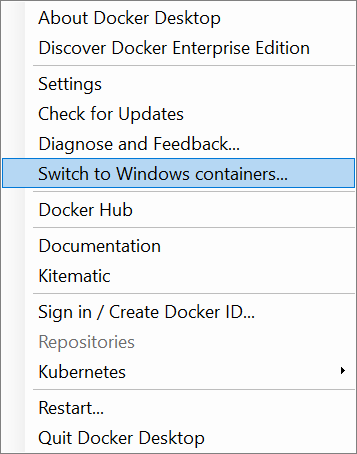 About Docker Desktop
Discover Docker Enterprise Edition
Settings
Check for Updates
Diagnose and Feedback...
Switch to Windows containers...
Docker Hub
Documentation
Kitematic
Sign in / Create Docker ID...
Repositories
Kubernetes
Restart...
Quit Docker Desktop